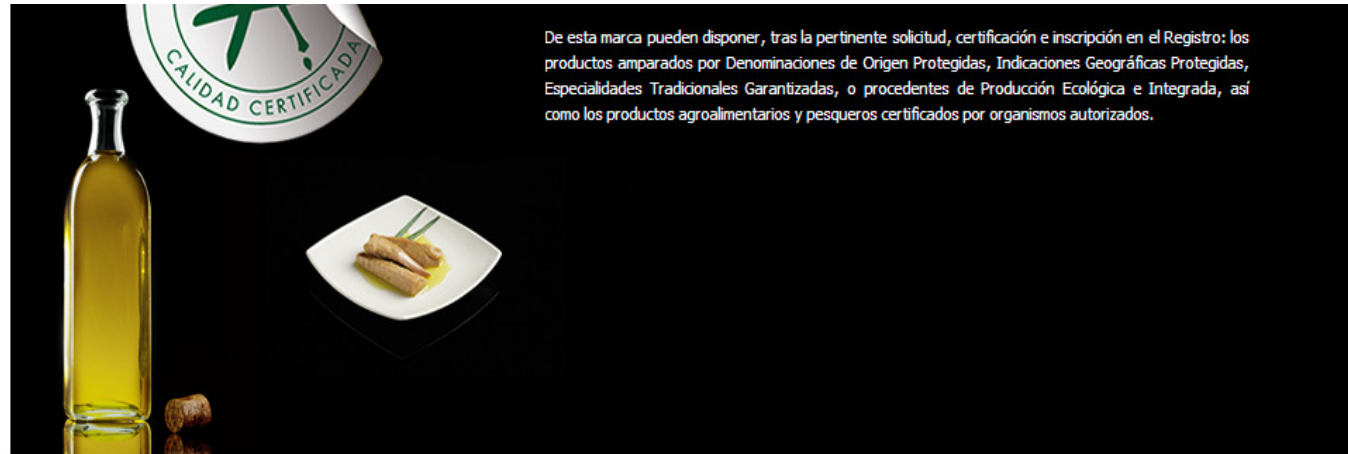 CALIDAD CERTIFICADA
De esta marca pueden disponer, tras la pertinente solicitud, certificación e inscripción en el Registro: los
productos amparados por Denominaciones de Origen Protegidas, Indicaciones Geográficas Protegidas,
Especialidades Tradicionales Garantizadas, o procedentes de Producción Ecológica e Integrada, así
como los productos agroalimentarios y pesqueros certificados por organismos autorizados.